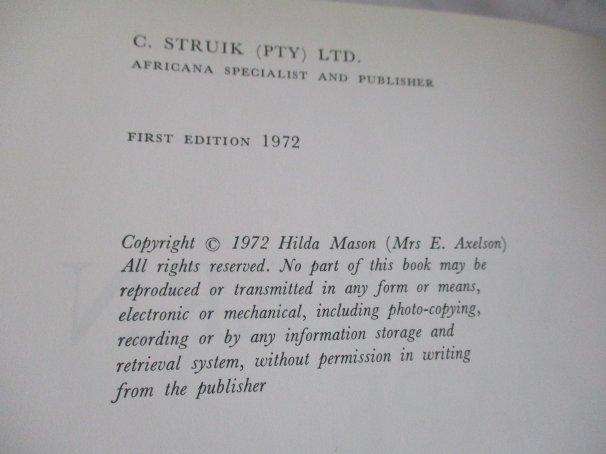 C. STRUIK (PTY) LTD.
AFRICANA SPECIALIST AND PUBLISHER
FIRST EDITION 1972
Copyright © 1972 Hilda Mason (Mrs E. Axelson)
All rights reserved. No part of this book may be
reproduced or transmitted in any form or means,
electronic or mechanical, including photo-copying,
recording or by any information storage and
retrieval system, without permission in writing
from the publisher